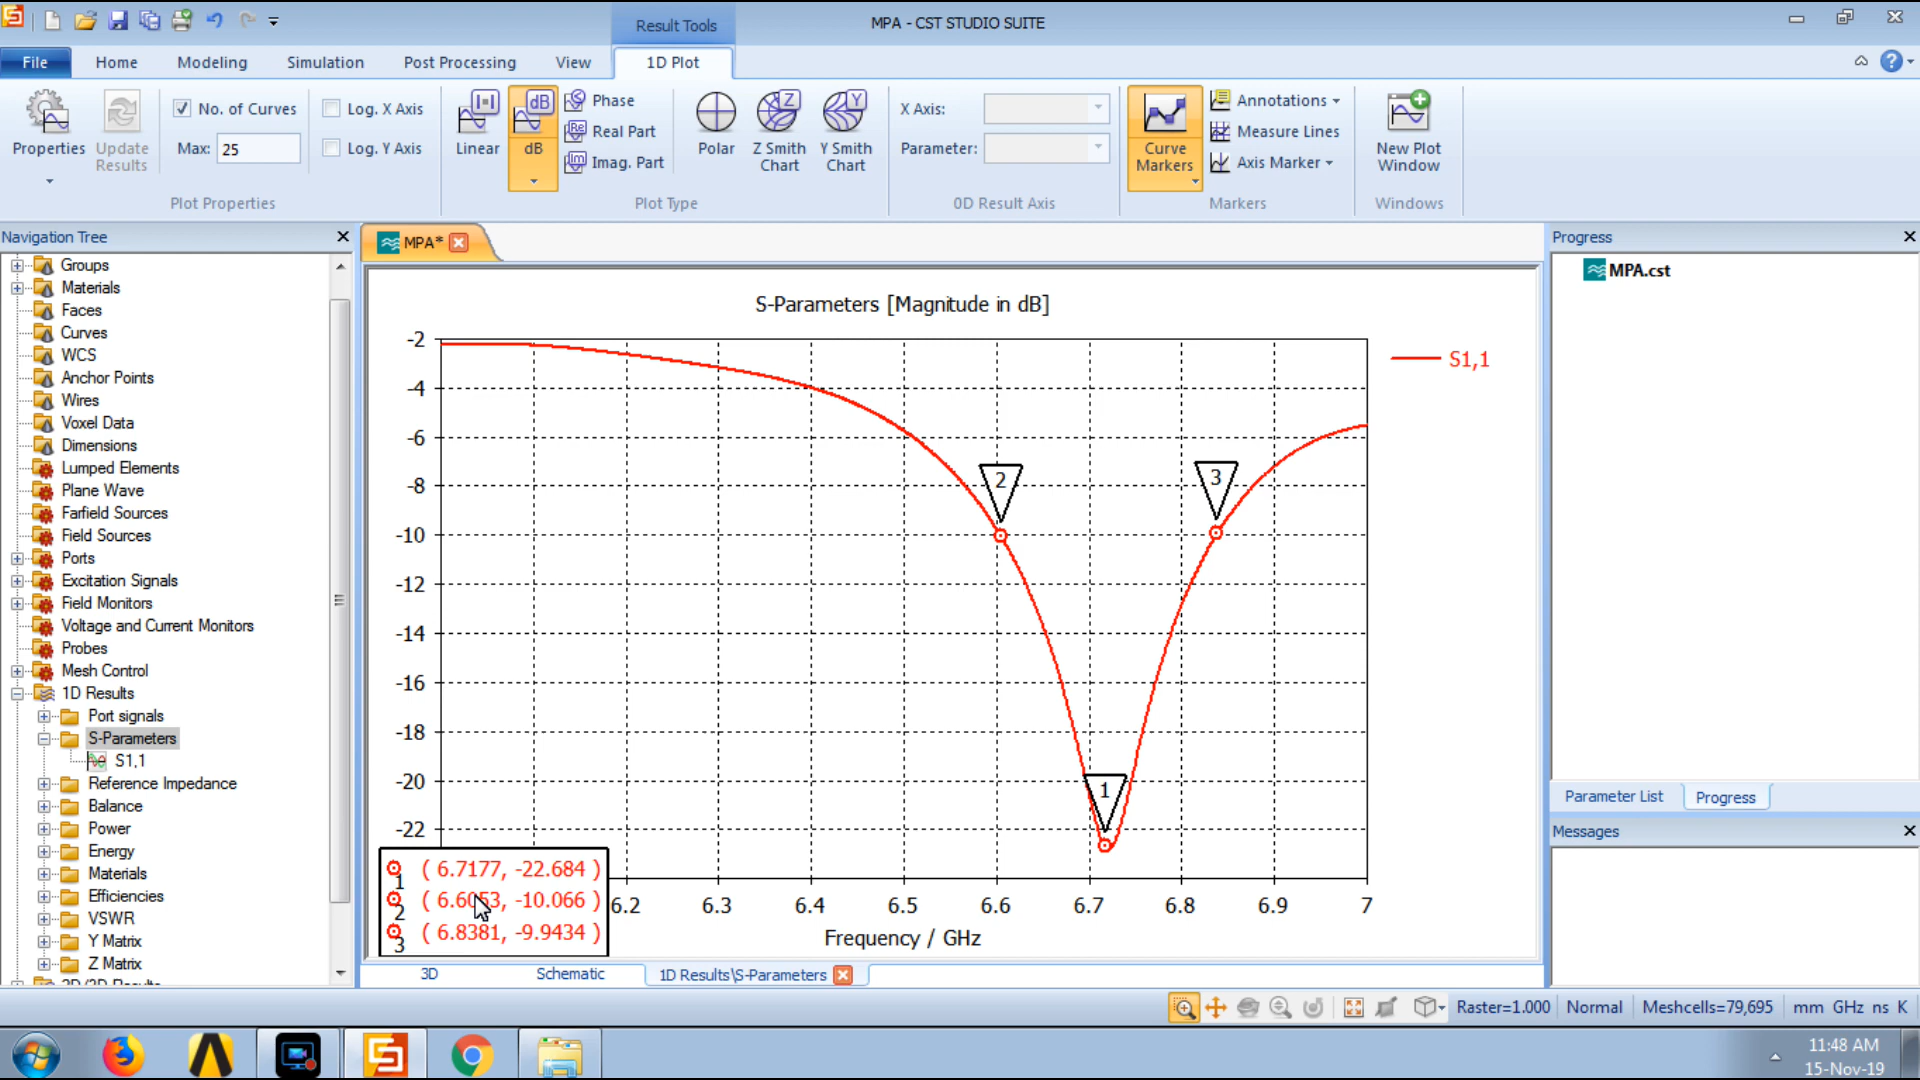 MPA - CST STUDIO SUITE
Result Tools
File
Home
Modeling
Simulation
Post Processing
View
1D Plot
Properties
Update Results
No. of Curves
Max: 25
Log. X Axis
Log. Y Axis
Plot Properties
Linear
dB
Phase
Real Part
Imag. Part
Polar
Z Smith Chart
Y Smith Chart
Plot Type
X Axis:
Parameter:
0D Result Axis
Curve Markers
Annotations
Measure Lines
Axis Marker
Markers
New Plot Window
Windows
Navigation Tree
Groups
Materials
Faces
Curves
WCS
Anchor Points
Wires
Voxel Data
Dimensions
Lumped Elements
Plane Wave
Farfield Sources
Field Sources
Ports
Excitation Signals
Field Monitors
Voltage and Current Monitors
Probes
Mesh Control
1D Results
Port signals
S-Parameters
S1,1
Reference Impedance
Balance
Power
Energy
Materials
Efficiencies
VSWR
Y Matrix
Z Matrix
MPA*
S-Parameters [Magnitude in dB]
-2
-4
-6
-8
-10
-12
-14
-16
-18
-20
-22
S1,1
2
3
1
1 ( 6.7177, -22.684 )
2 ( 6.6053, -10.066 )
3 ( 6.8381, -9.9434 )
6.2 6.3 6.4 6.5 6.6 6.7 6.8 6.9 7
Frequency / GHz
3D
Schematic
1D Results\S-Parameters
Progress
MPA.cst
Parameter List
Progress
Messages
Raster=1.000
Normal
Meshcells=79,695
mm GHz ns K
11:48 AM
15-Nov-19